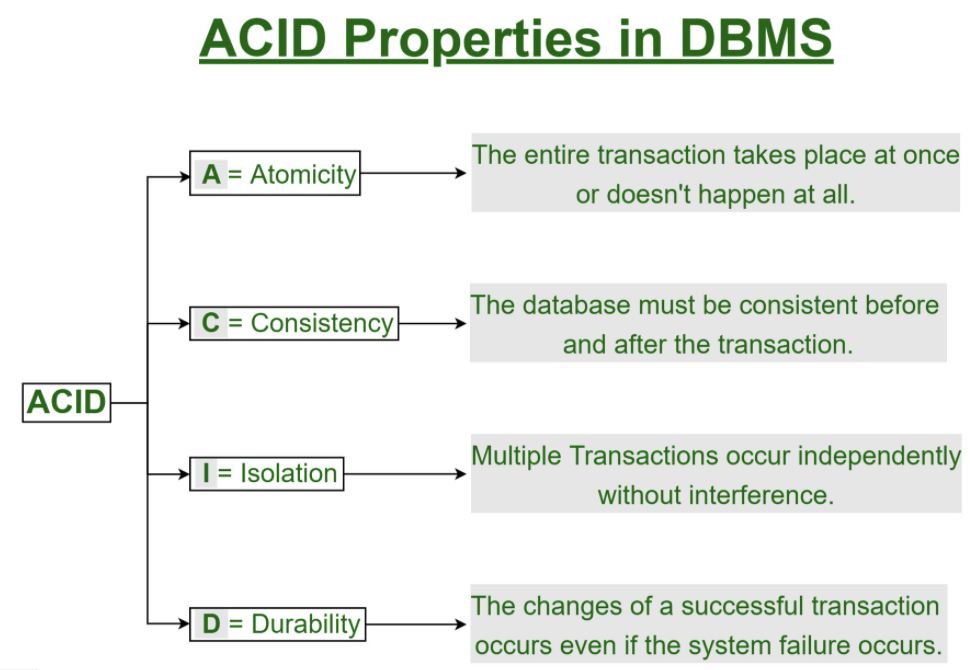 ACID Properties in DBMS
A = Atomicity
The entire transaction takes place at once
or doesn't happen at all.
C = Consistency
The database must be consistent before
and after the transaction.
ACID
I = Isolation
Multiple Transactions occur independently
without interference.
D = Durability
The changes of a successful transaction
occurs even if the system failure occurs.